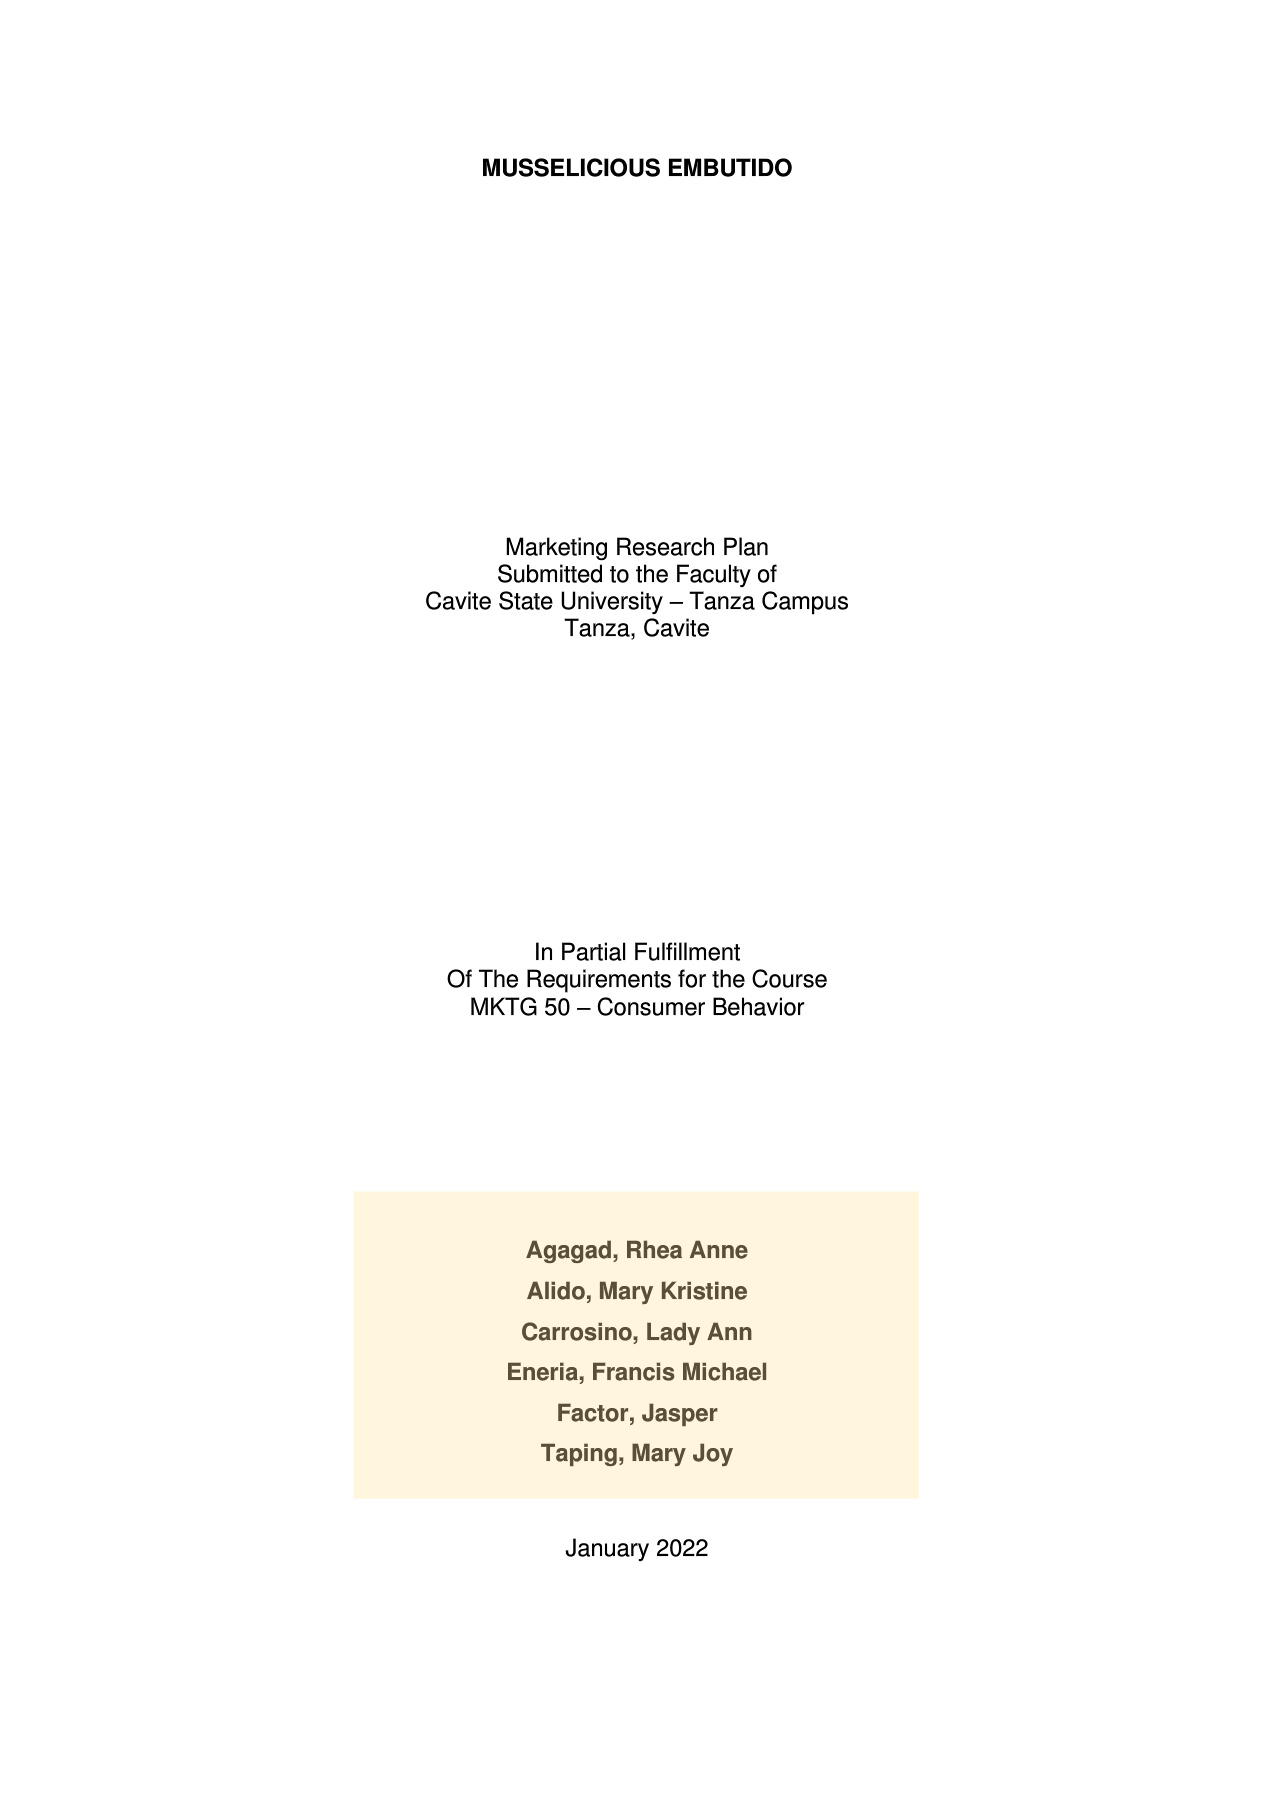 MUSSELICIOUS EMBUTIDO
Marketing Research Plan
Submitted to the Faculty of
Cavite State University – Tanza Campus
Tanza, Cavite
In Partial Fulfillment
Of The Requirements for the Course
MKTG 50 – Consumer Behavior
Agagad, Rhea Anne
Alido, Mary Kristine
Carrosino, Lady Ann
Eneria, Francis Michael
Factor, Jasper
Taping, Mary Joy
January 2022